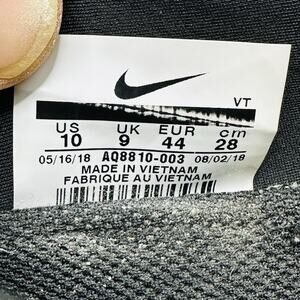 VT
US UK EUR cm
10 9 44 28
05/16/18 AQ8810-003 08/02/18
MADE IN VIETNAM
FABRIQUE AU VIETNAM